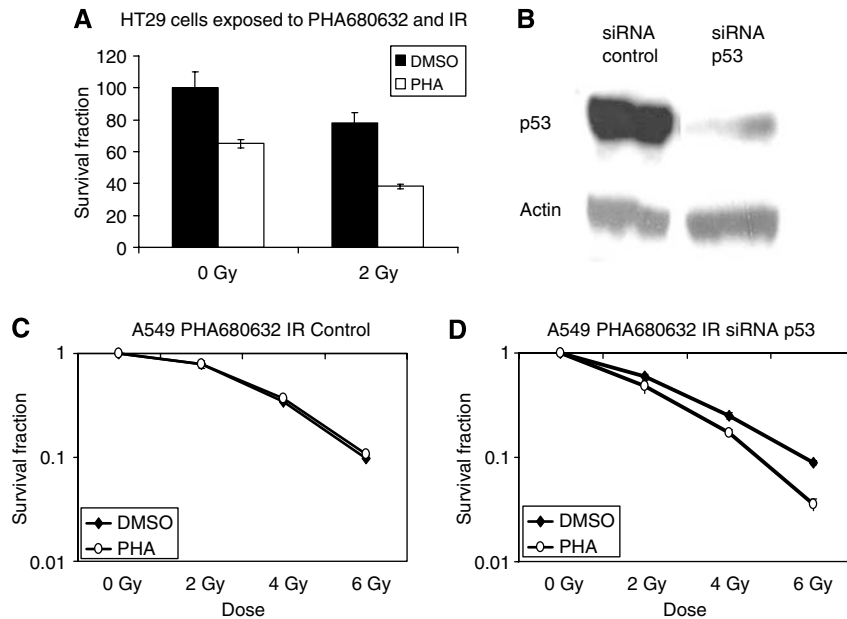 A HT29 cells exposed to PHA680632 and IR
120
100
80
60
40
20
0
Survival fraction
DMSO
PHA
0 Gy 2 Gy
B siRNA control siRNA p53
p53
Actin
C A549 PHA680632 IR Control
1
0.1
0.01
Survival fraction
DMSO
PHA
0 Gy 2 Gy 4 Gy 6 Gy
Dose
D A549 PHA680632 IR siRNA p53
1
0.1
0.01
Survival fraction
DMSO
PHA
0 Gy 2 Gy 4 Gy 6 Gy
Dose